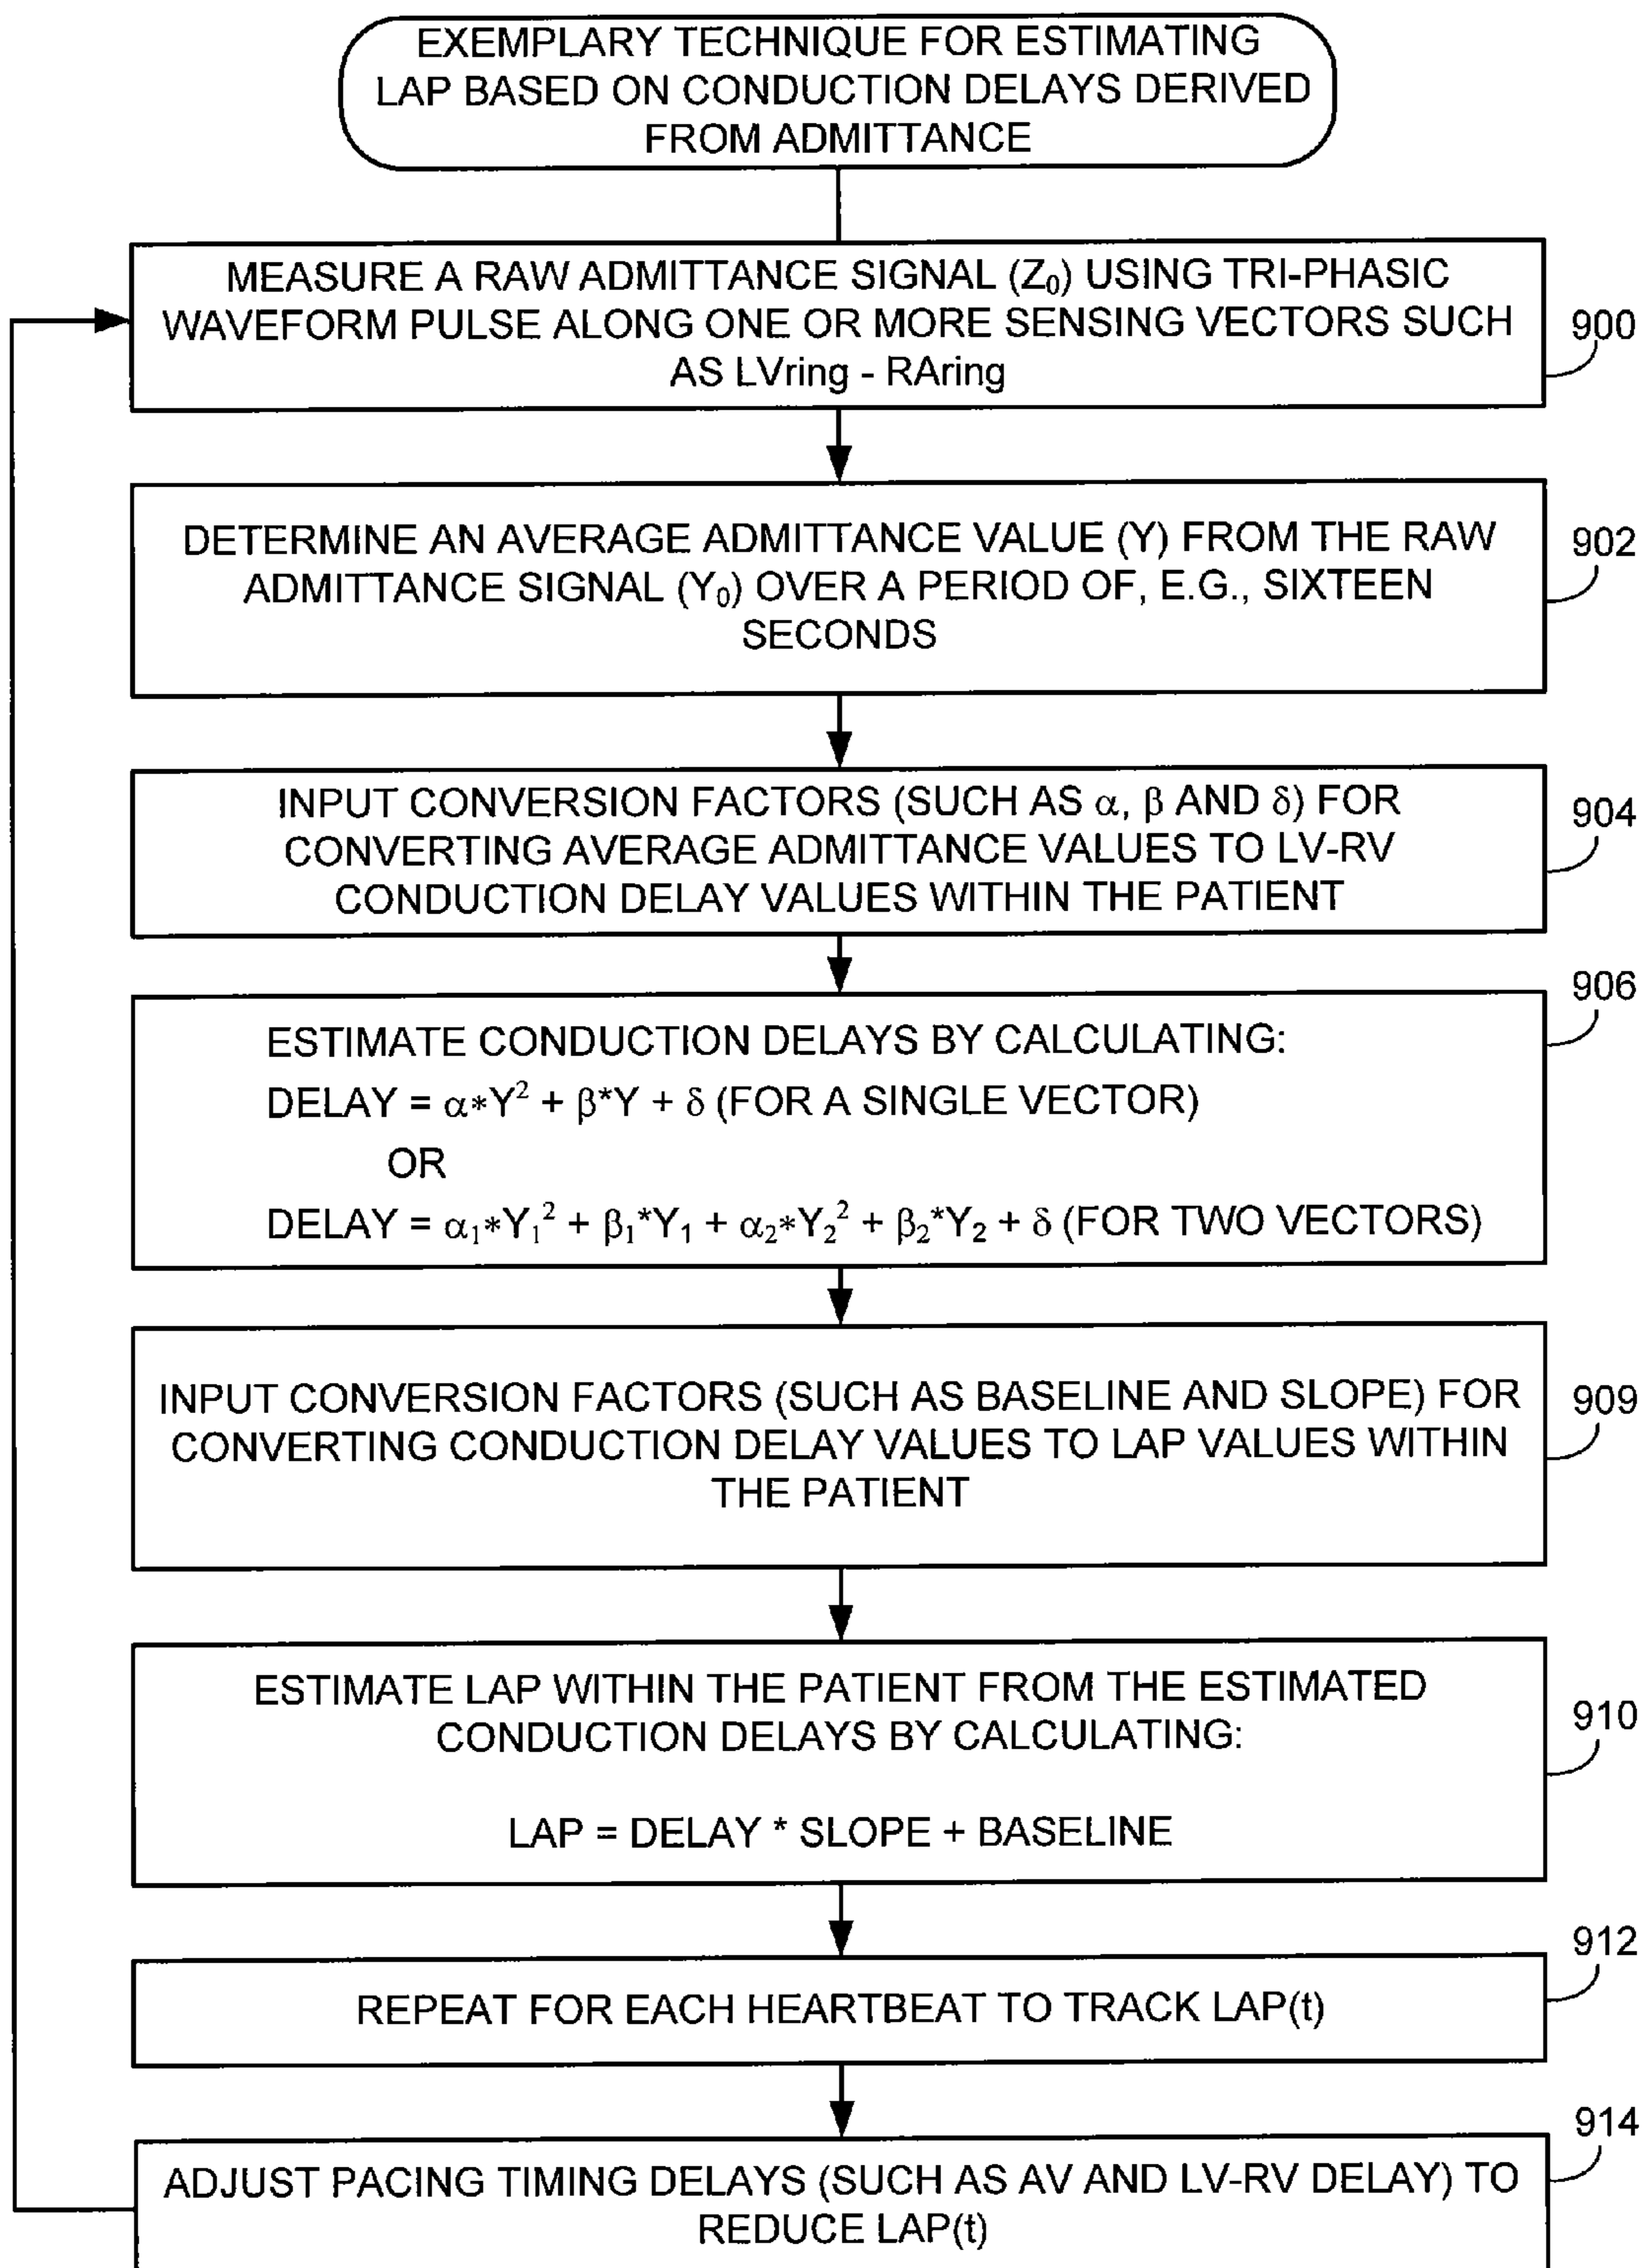 EXEMPLARY TECHNIQUE FOR ESTIMATING
LAP BASED ON CONDUCTION DELAYS DERIVED
FROM ADMITTANCE
MEASURE A RAW ADMITTANCE SIGNAL (Z₀) USING TRI-PHASIC
WAVEFORM PULSE ALONG ONE OR MORE SENSING VECTORS SUCH
AS LVring - RAring
900
DETERMINE AN AVERAGE ADMITTANCE VALUE (Y) FROM THE RAW
ADMITTANCE SIGNAL (Y₀) OVER A PERIOD OF, E.G., SIXTEEN
SECONDS
902
INPUT CONVERSION FACTORS (SUCH AS α, β AND δ) FOR
CONVERTING AVERAGE ADMITTANCE VALUES TO LV-RV
CONDUCTION DELAY VALUES WITHIN THE PATIENT
904
ESTIMATE CONDUCTION DELAYS BY CALCULATING:
DELAY = α*Y² + β*Y + δ (FOR A SINGLE VECTOR)
OR
DELAY = α₁*Y₁² + β₁*Y₁ + α₂*Y₂² + β₂*Y₂ + δ (FOR TWO VECTORS)
906
INPUT CONVERSION FACTORS (SUCH AS BASELINE AND SLOPE) FOR
CONVERTING CONDUCTION DELAY VALUES TO LAP VALUES WITHIN
THE PATIENT
909
ESTIMATE LAP WITHIN THE PATIENT FROM THE ESTIMATED
CONDUCTION DELAYS BY CALCULATING:
LAP = DELAY * SLOPE + BASELINE
910
REPEAT FOR EACH HEARTBEAT TO TRACK LAP(t)
912
ADJUST PACING TIMING DELAYS (SUCH AS AV AND LV-RV DELAY) TO
REDUCE LAP(t)
914